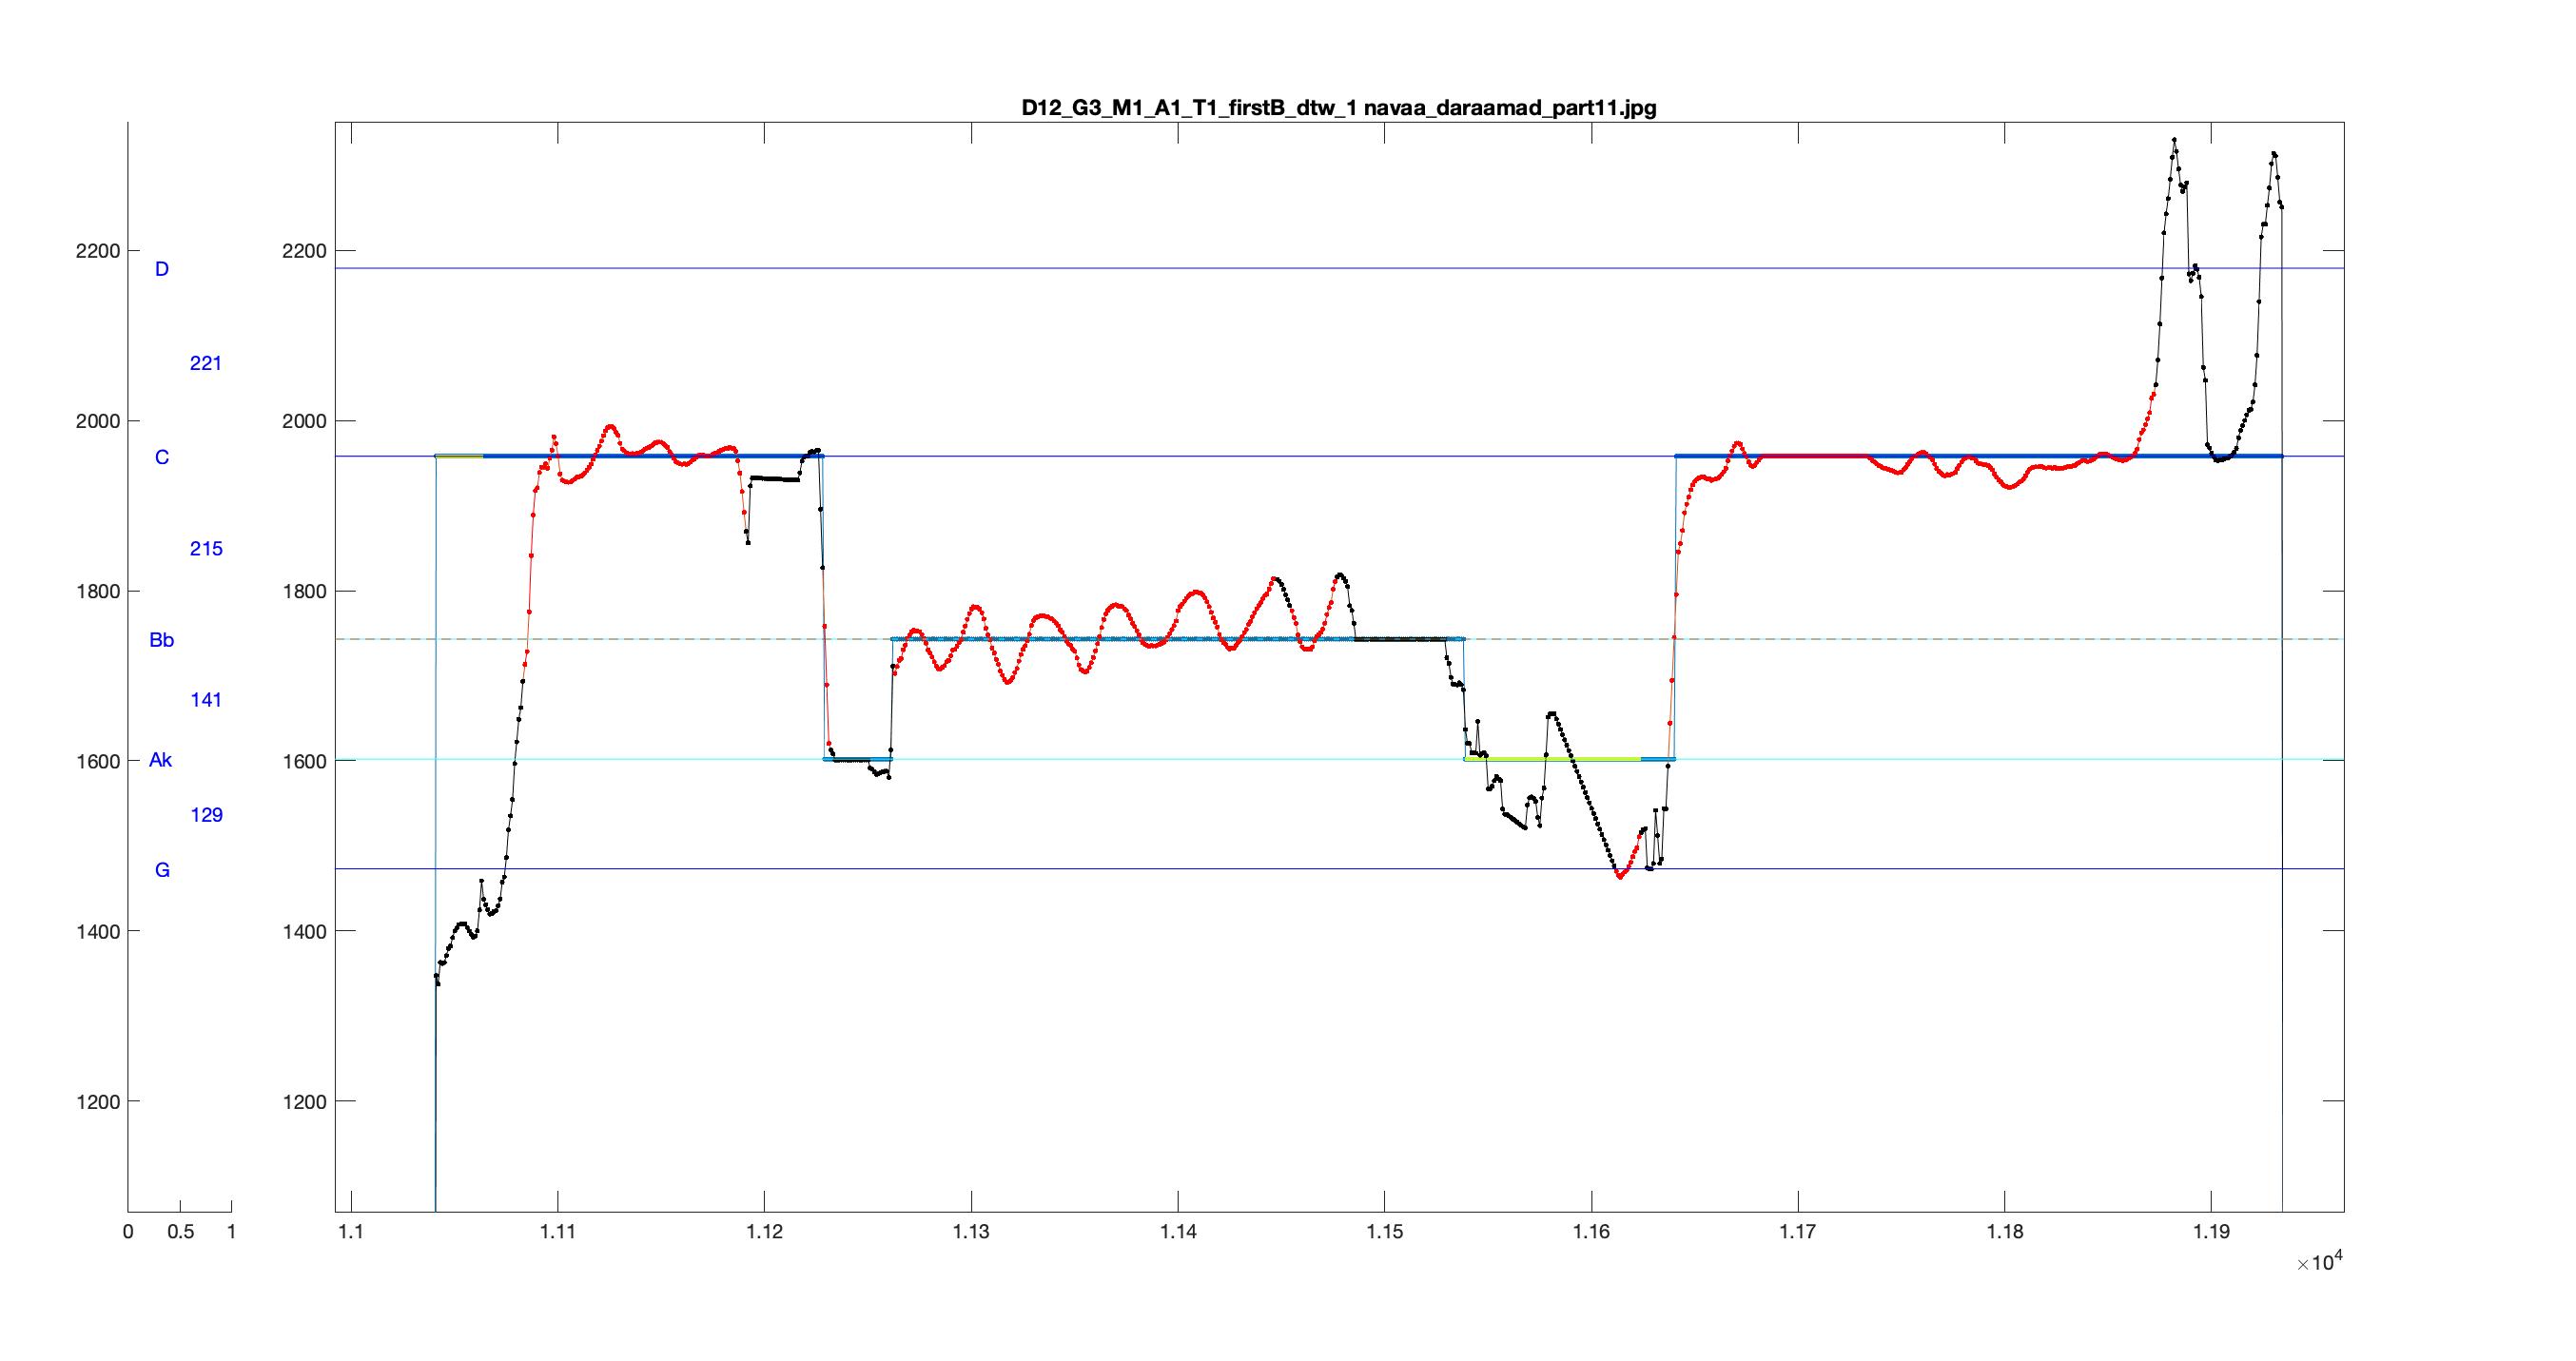 D12_G3_M1_A1_T1_firstB_dtw_1 navaa_daraamad_part11.jpg
2200 2200
D
221
2000 2000
C
215
1800 1800
Bb
141
1600 Ak 1600
129
G
1400 1400
1200 1200
0 0.5 1 1.1 1.11 1.12 1.13 1.14 1.15 1.16 1.17 1.18 1.19
×10⁴